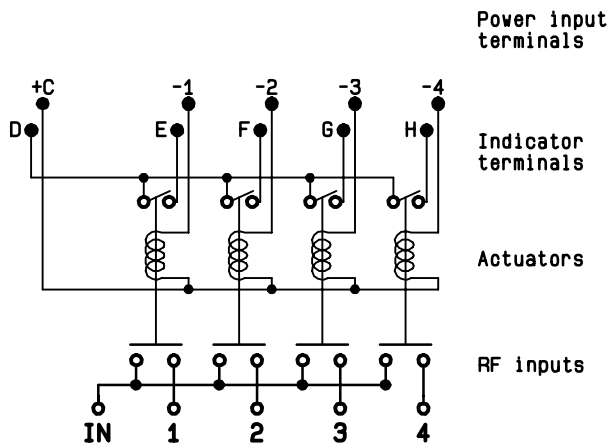 Power input
terminals
+C -1 -2 -3 -4
D E F G H
Indicator
terminals
Actuators
RF inputs
IN 1 2 3 4